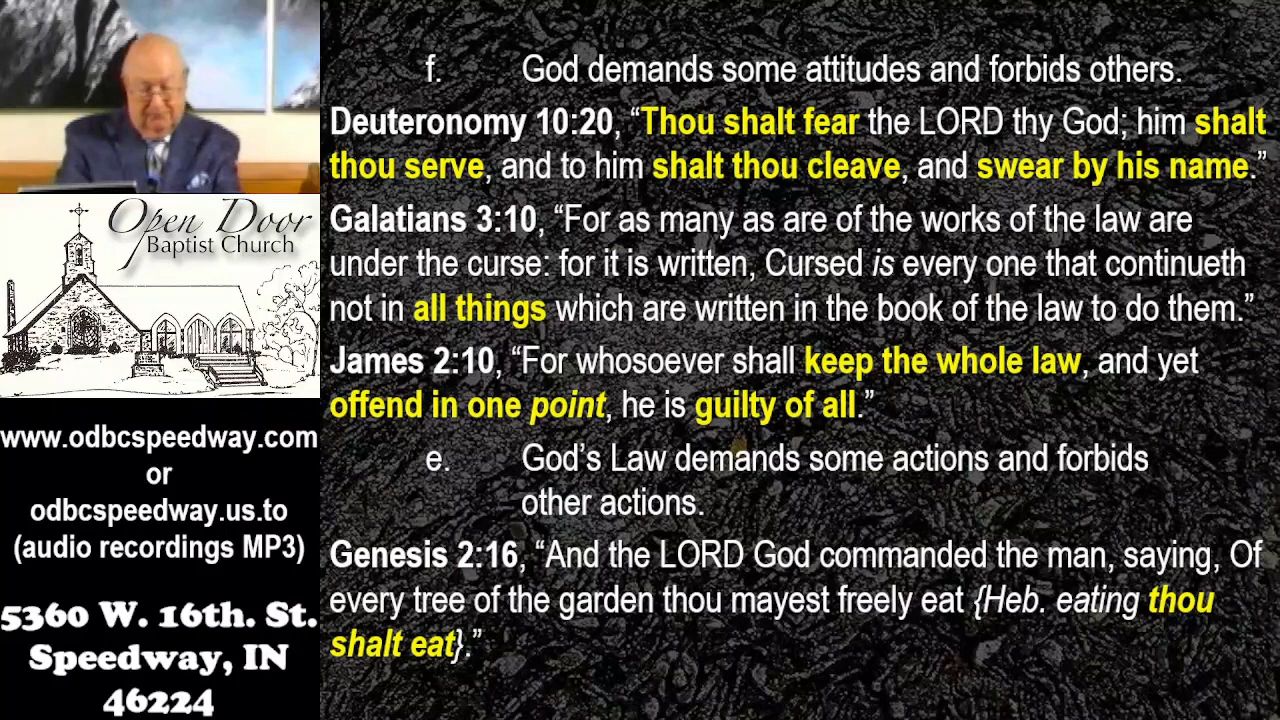 Open Door
Baptist Church
www.odbcspeedway.com
or
odbcspeedway.us.to
(audio recordings MP3)
5360 W. 16th. St.
Speedway, IN
46224
f. God demands some attitudes and forbids others.
Deuteronomy 10:20, “Thou shalt fear the LORD thy God; him shalt
thou serve, and to him shalt thou cleave, and swear by his name.”
Galatians 3:10, “For as many as are of the works of the law are
under the curse: for it is written, Cursed is every one that continueth
not in all things which are written in the book of the law to do them.”
James 2:10, “For whosoever shall keep the whole law, and yet
offend in one point, he is guilty of all.”
e. God’s Law demands some actions and forbids
other actions.
Genesis 2:16, “And the LORD God commanded the man, saying, Of
every tree of the garden thou mayest freely eat {Heb. eating thou
shalt eat}.”